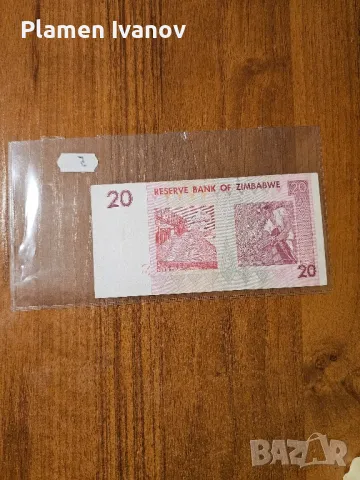 Plamen Ivanov
20
RESERVE BANK OF ZIMBABWE
20
20
BAZAR